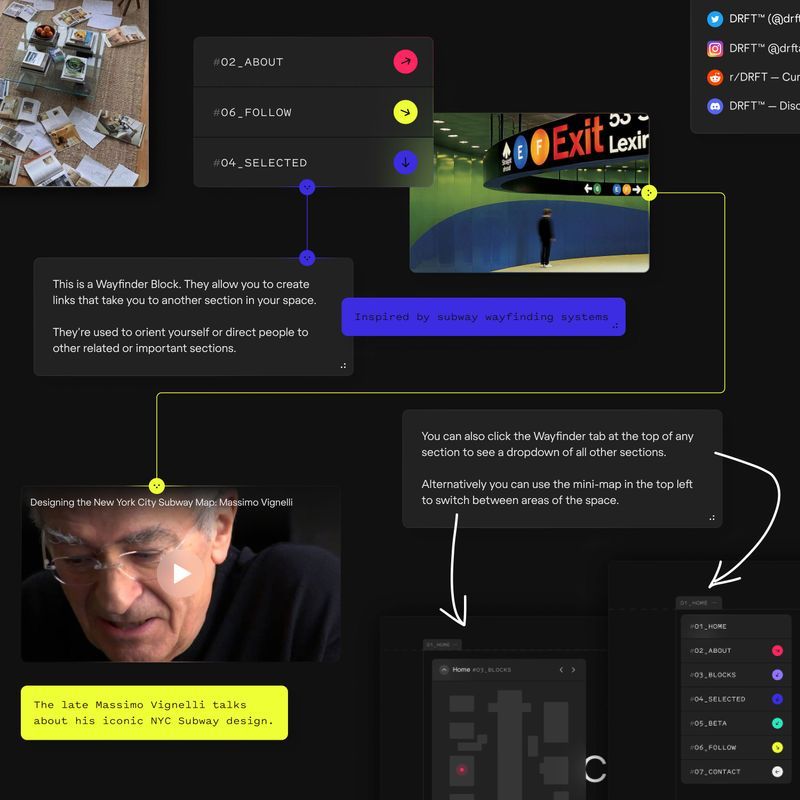 DRFT™ (@drf
DRFT™ @drft
r/DRFT — Cur
DRFT™ — Disc
#02_ABOUT
#06_FOLLOW
#04_SELECTED
53 S
E F Exit Lexin
E
E F
This is a Wayfinder Block. They allow you to create
links that take you to another section in your space.
They're used to orient yourself or direct people to
other related or important sections.
Inspired by subway wayfinding systems
You can also click the Wayfinder tab at the top of any
section to see a dropdown of all other sections.
Alternatively you can use the mini-map in the top left
to switch between areas of the space.
Designing the New York City Subway Map: Massimo Vignelli
The late Massimo Vignelli talks
about his iconic NYC Subway design.
01_HOME
Home #03_BLOCKS
C
01_HOME
#01_HOME
#02_ABOUT
#03_BLOCKS
#04_SELECTED
#05_BETA
#06_FOLLOW
#07_CONTACT